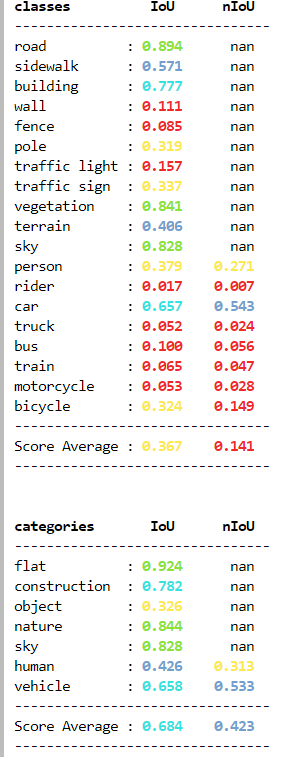 classes IoU nIoU
--------------------------------
road : 0.894 nan
sidewalk : 0.571 nan
building : 0.777 nan
wall : 0.111 nan
fence : 0.085 nan
pole : 0.319 nan
traffic light : 0.157 nan
traffic sign : 0.337 nan
vegetation : 0.841 nan
terrain : 0.406 nan
sky : 0.828 nan
person : 0.379 0.271
rider : 0.017 0.007
car : 0.657 0.543
truck : 0.052 0.024
bus : 0.100 0.056
train : 0.065 0.047
motorcycle : 0.053 0.028
bicycle : 0.324 0.149
--------------------------------
Score Average : 0.367 0.141
--------------------------------
categories IoU nIoU
--------------------------------
flat : 0.924 nan
construction : 0.782 nan
object : 0.326 nan
nature : 0.844 nan
sky : 0.828 nan
human : 0.426 0.313
vehicle : 0.658 0.533
--------------------------------
Score Average : 0.684 0.423
--------------------------------